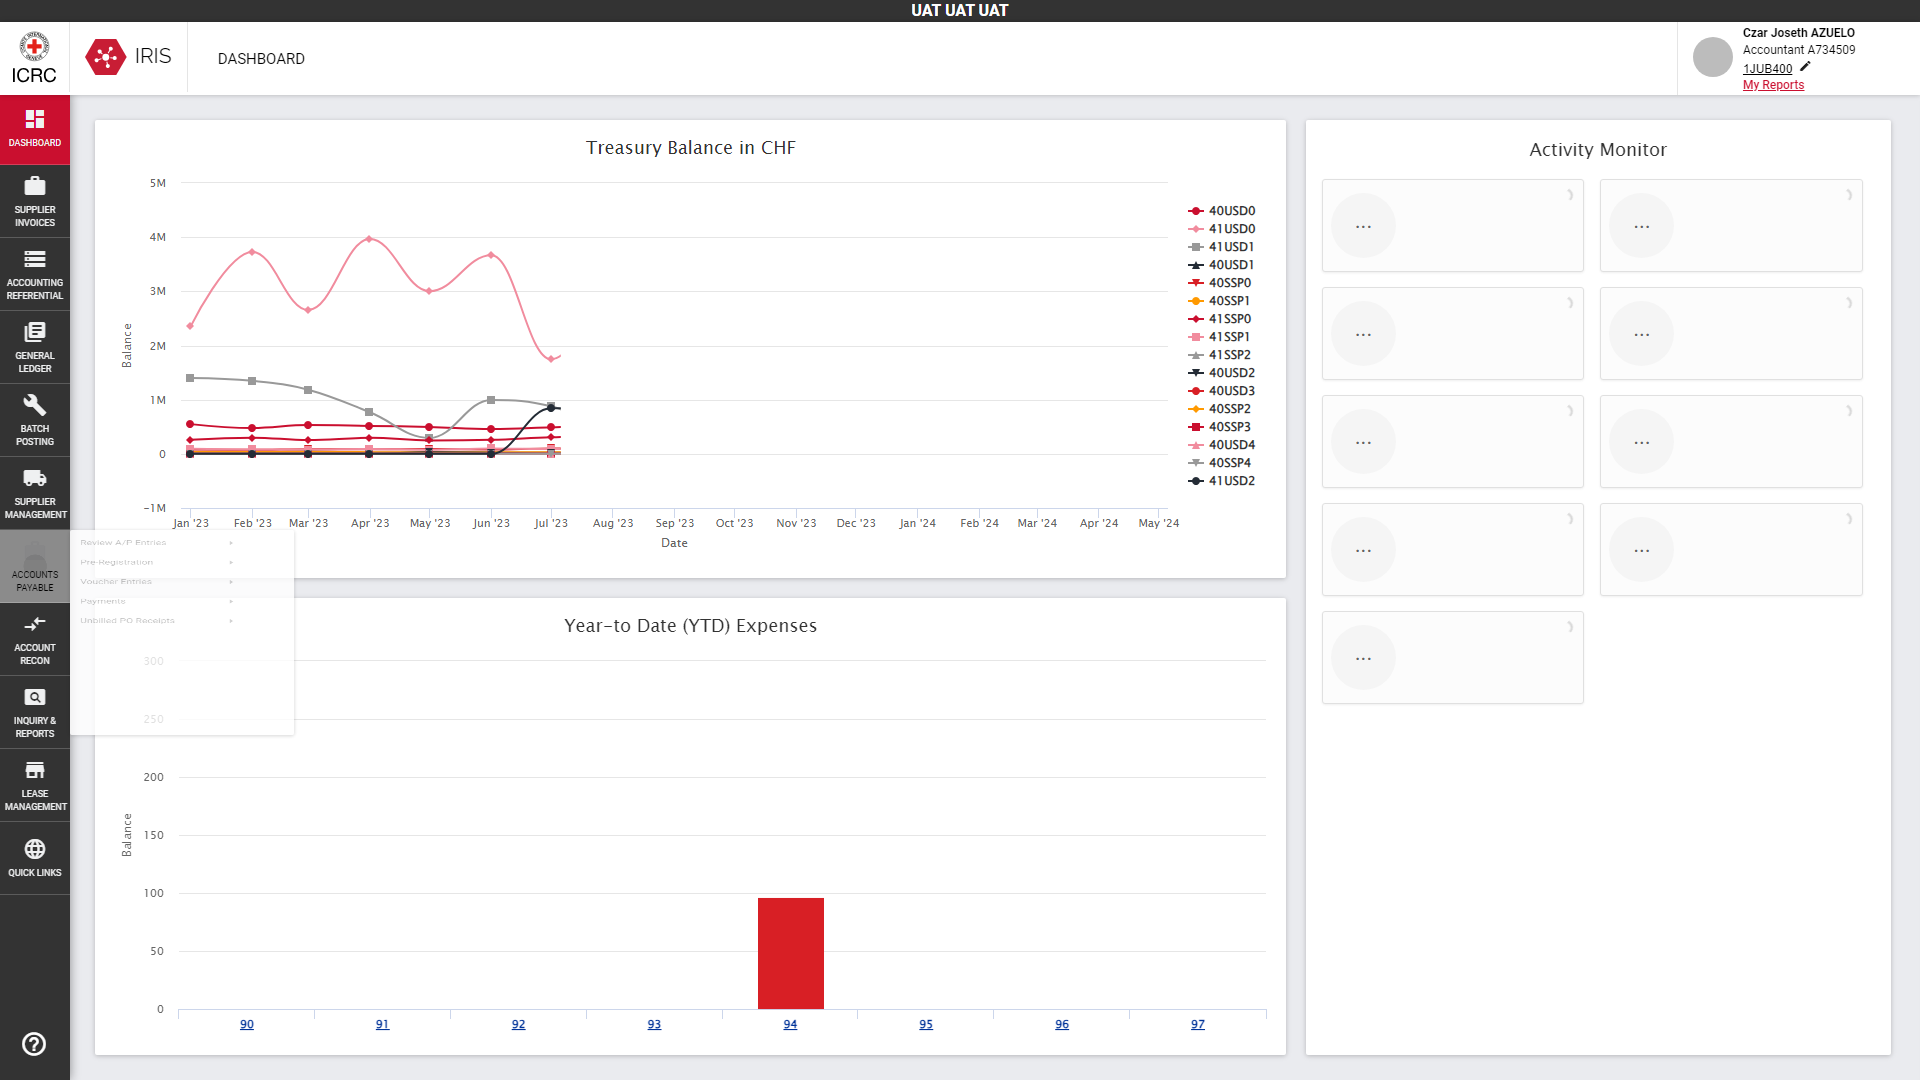 UAT UAT UAT
ICRC
IRIS
DASHBOARD
Czar Joseth AZUELO
Accountant A734509
1JUB400
My Reports
DASHBOARD
SUPPLIER
INVOICES
ACCOUNTING
REFERENTIAL
GENERAL
LEDGER
BATCH
POSTING
SUPPLIER
MANAGEMENT
ACCOUNTS
PAYABLE
ACCOUNT
RECON
INQUIRY &
REPORTS
LEASE
MANAGEMENT
QUICK LINKS
Review A/P Entries
Pre-Registration
Voucher Entries
Payments
Unbilled PO Receipts
Treasury Balance in CHF
5M
4M
3M
2M
1M
0
-1M
Balance
Jan '23 Feb '23 Mar '23 Apr '23 May '23 Jun '23 Jul '23 Aug '23 Sep '23 Oct '23 Nov '23 Dec '23 Jan '24 Feb '24 Mar '24 Apr '24 May '24
Date
40USD0
41USD0
41USD1
40USD1
40SSP0
40SSP1
41SSP0
41SSP1
41SSP2
40USD2
40USD3
40SSP2
40SSP3
40USD4
40SSP4
41USD2
Year-to Date (YTD) Expenses
300
250
200
150
100
50
0
Balance
90 91 92 93 94 95 96 97
Activity Monitor
... ...
... ...
... ...
... ...
...